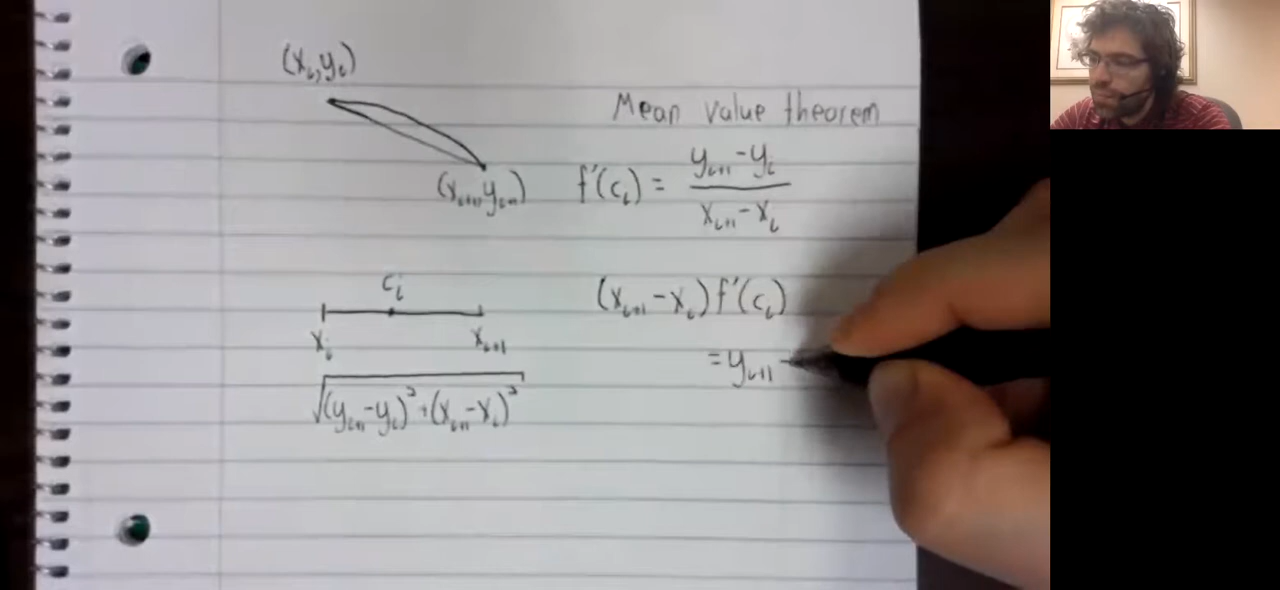 (xᵢ, yᵢ)
Mean value theorem
(xᵢ₊₁, yᵢ₊₁)
f'(cᵢ) = (yᵢ₊₁ - yᵢ) / (xᵢ₊₁ - xᵢ)
cᵢ
xᵢ xᵢ₊₁
√((yᵢ₊₁ - yᵢ)² + (xᵢ₊₁ - xᵢ)²)
(xᵢ₊₁ - xᵢ) f'(cᵢ)
= yᵢ₊₁ -